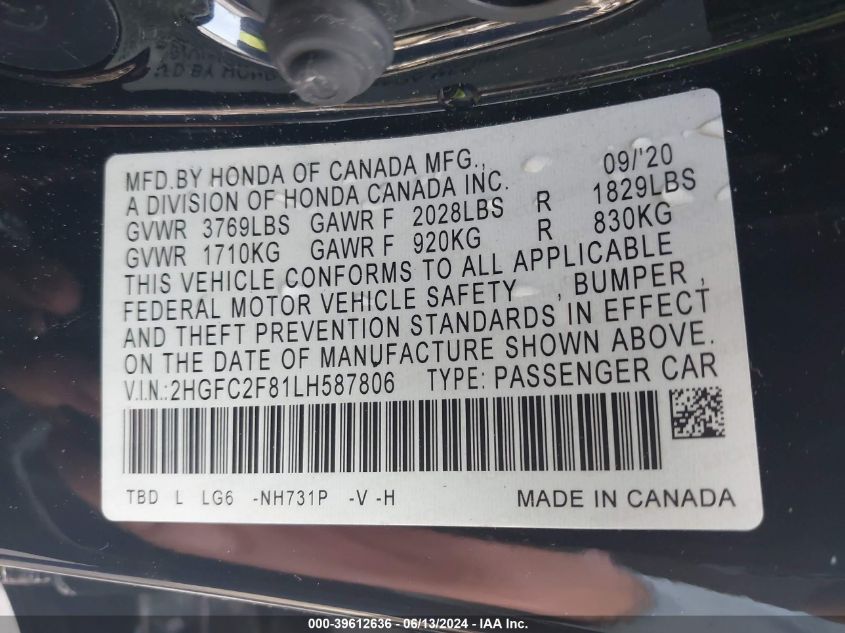 MFD.BY HONDA OF CANADA MFG., 09/'20
A DIVISION OF HONDA CANADA INC.
GVWR 3769LBS GAWR F 2028LBS R 1829LBS
GVWR 1710KG GAWR F 920KG R 830KG
THIS VEHICLE CONFORMS TO ALL APPLICABLE
FEDERAL MOTOR VEHICLE SAFETY , BUMPER ,
AND THEFT PREVENTION STANDARDS IN EFFECT
ON THE DATE OF MANUFACTURE SHOWN ABOVE.
V.I.N.:2HGFC2F81LH587806 TYPE: PASSENGER CAR
TBD L LG6 -NH731P -V -H MADE IN CANADA
000-39612636 - 06/13/2024 - IAA Inc.